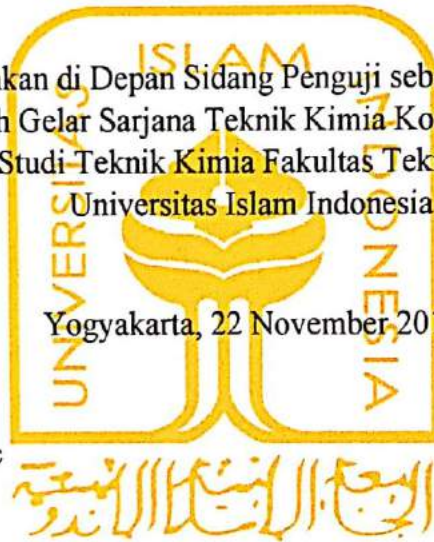 ISLAM
UNIVERSITAS
INDONESIA
kan di Depan Sidang Penguji seb
h Gelar Sarjana Teknik Kimia Ko
Studi Teknik Kimia Fakultas Tek
Universitas Islam Indonesia
Yogyakarta, 22 November 201